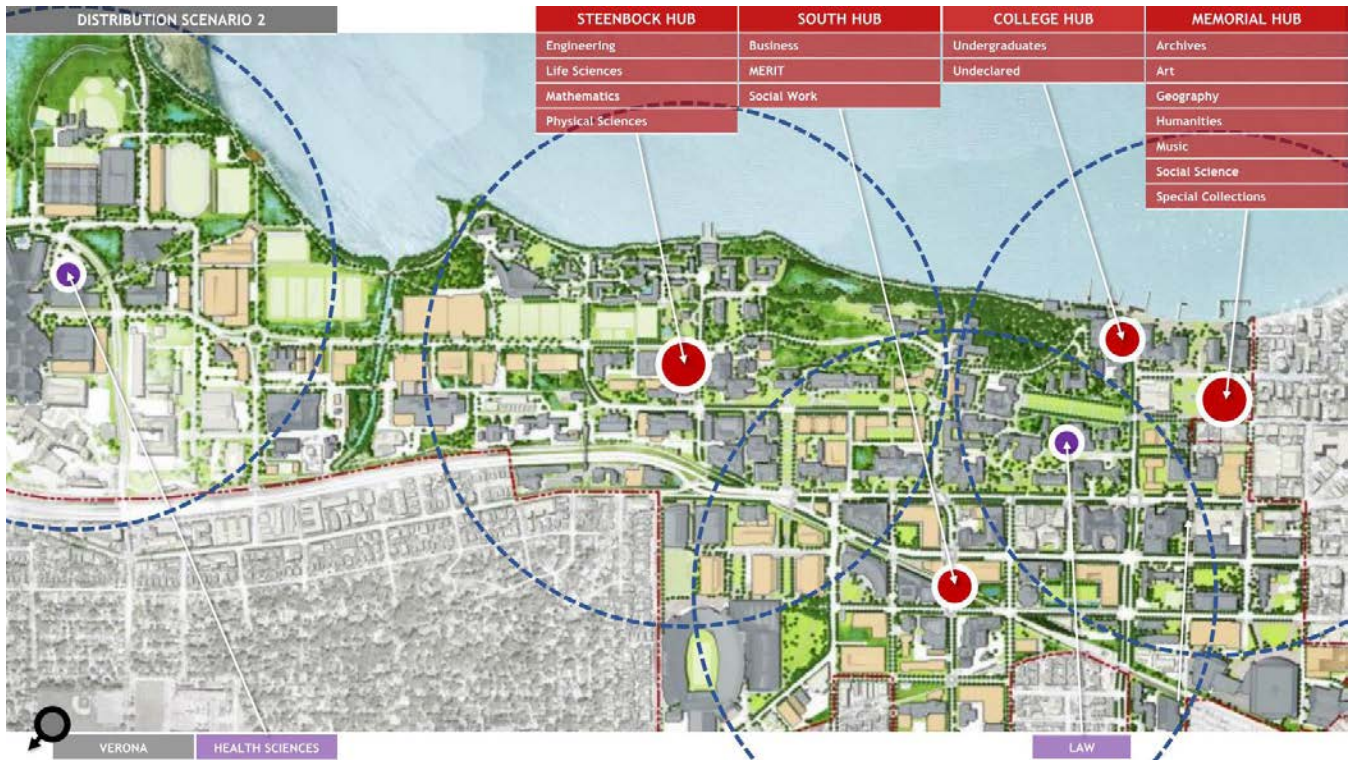 DISTRIBUTION SCENARIO 2
STEENBOCK HUB
Engineering
Life Sciences
Mathematics
Physical Sciences
SOUTH HUB
Business
MERIT
Social Work
COLLEGE HUB
Undergraduates
Undeclared
MEMORIAL HUB
Archives
Art
Geography
Humanities
Music
Social Science
Special Collections
VERONA
HEALTH SCIENCES
LAW